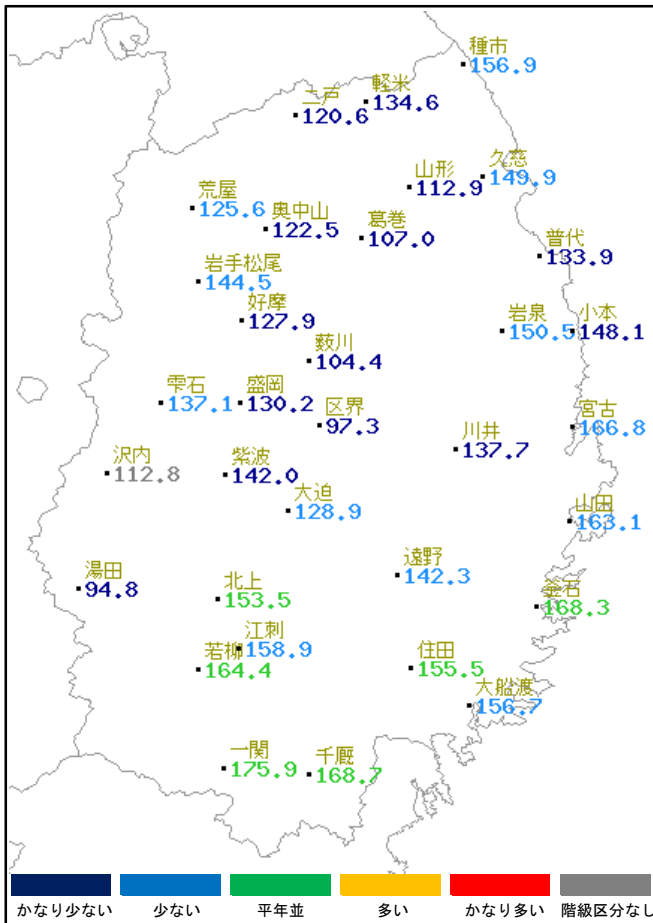 種市
156.9
軽米
134.6
二戸
120.6
久慈
149.9
山形
112.9
荒屋
125.6
奥中山
122.5
葛巻
107.0
普代
133.9
岩手松尾
144.5
好摩
127.9
岩泉
150.5
小本
148.1
薮川
104.4
雫石
137.1
盛岡
130.2
区界
97.3
宮古
166.8
川井
137.7
沢内
112.8
紫波
142.0
大迫
128.9
山田
163.1
遠野
142.3
湯田
94.8
北上
153.5
釜石
168.3
江刺
158.9
若柳
164.4
住田
155.5
大船渡
156.7
一関
175.9
千厩
168.7
かなり少ない 少ない 平年並 多い かなり多い 階級区分なし